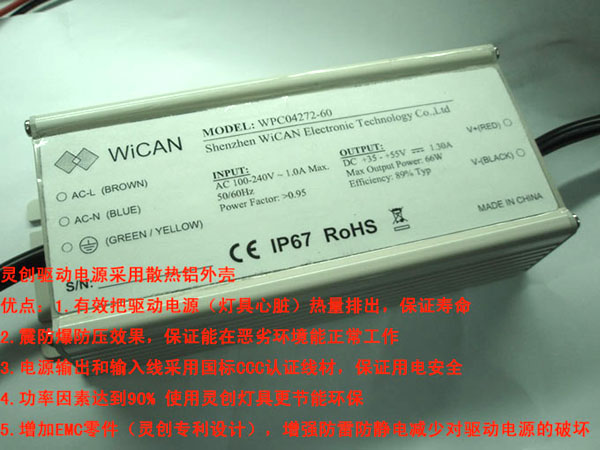 WiCAN
MODEL: WPC04272-60
Shenzhen WiCAN Electronic Technology Co.,Ltd
AC-L (BROWN)
AC-N (BLUE)
(GREEN / YELLOW)
INPUT:
AC 100-240V ~ 1.0A Max.
50/60Hz
Power Factor: >0.95
OUTPUT:
DC +35 - +55V ⎓ 1.30A
Max Output Power: 66W
Efficiency: 89% Typ
V+(RED)
V-(BLACK)
MADE IN CHINA
CE IP67 RoHS
S/N:
灵创驱动电源采用散热铝外壳
优点：1.有效把驱动电源（灯具心脏）热量排出，保证寿命
2.震防爆防压效果，保证能在恶劣环境能正常工作
3.电源输出和输入线采用国标CCC认证线材，保证用电安全
4.功率因素达到90% 使用灵创灯具更节能环保
5.增加EMC零件（灵创专利设计），增强防雷防静电减少对驱动电源的破坏